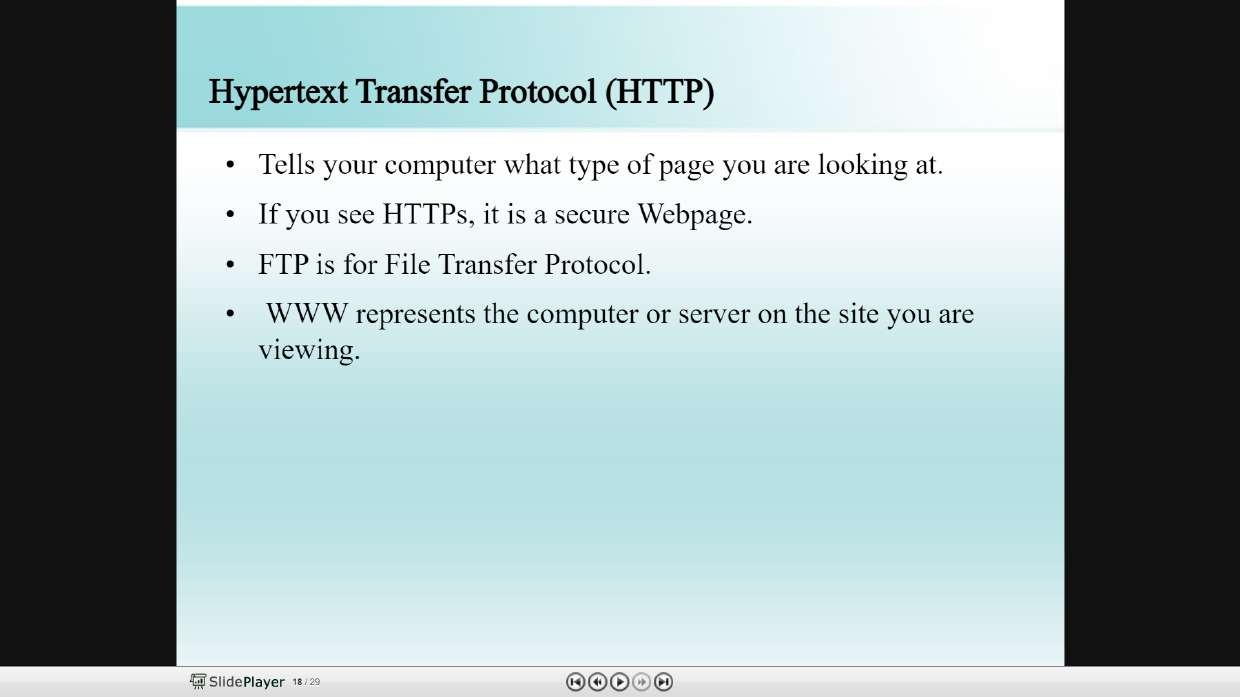 Hypertext Transfer Protocol (HTTP)
• Tells your computer what type of page you are looking at.
• If you see HTTPs, it is a secure Webpage.
• FTP is for File Transfer Protocol.
• WWW represents the computer or server on the site you are
viewing.
SlidePlayer 18 / 29